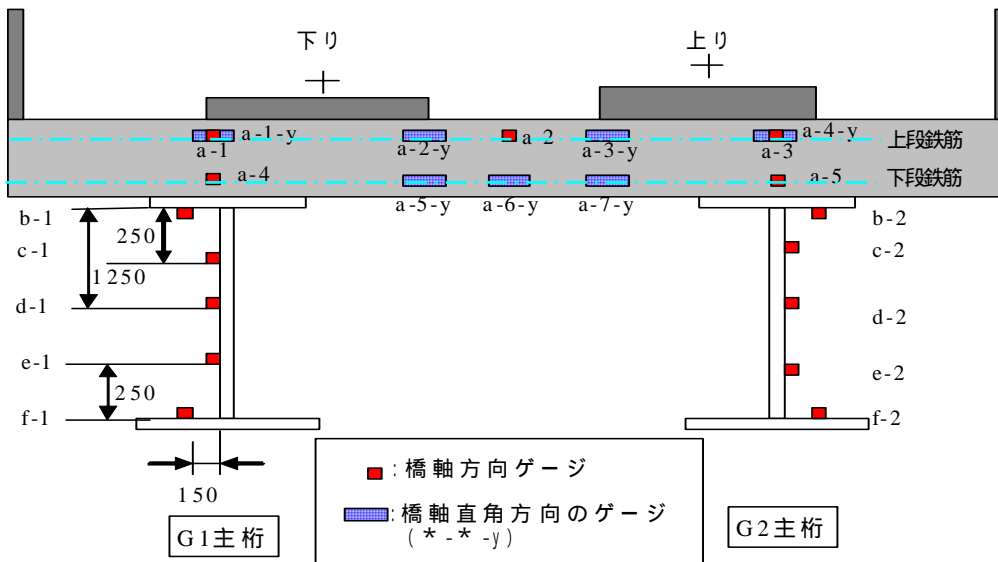 下り 上り
a-1-y a-2 a-4-y
a-1 a-2-y a-3-y a-3 上段鉄筋
a-4 a-5 下段鉄筋
a-5-y a-6-y a-7-y
b-1 b-2
250
c-1 c-2
1250
d-1 d-2
e-1 e-2
250
f-1 f-2
:橋軸方向ゲージ
150
:橋軸直角方向のゲージ
(*-*-y)
G1主桁 G2主桁